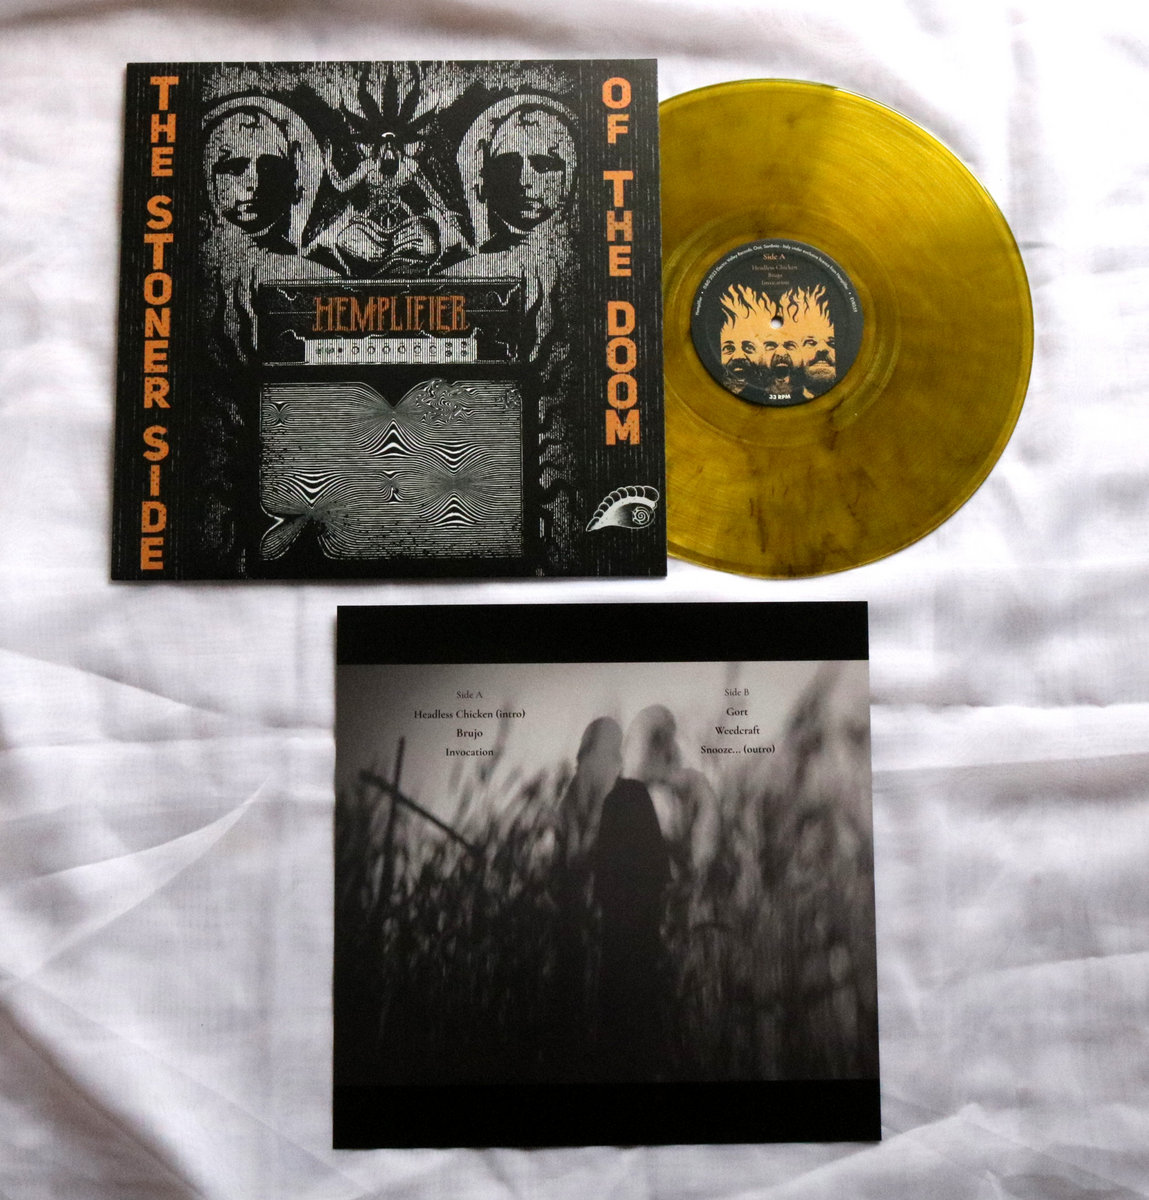 THE STONER SIDE
OF THE DOOM
HEMPLIFIER
Side A
Headless Chicken
Brujo
Invocation
33 RPM
Side A
Headless Chicken (intro)
Brujo
Invocation
Side B
Gort
Weedcraft
Snooze... (outro)